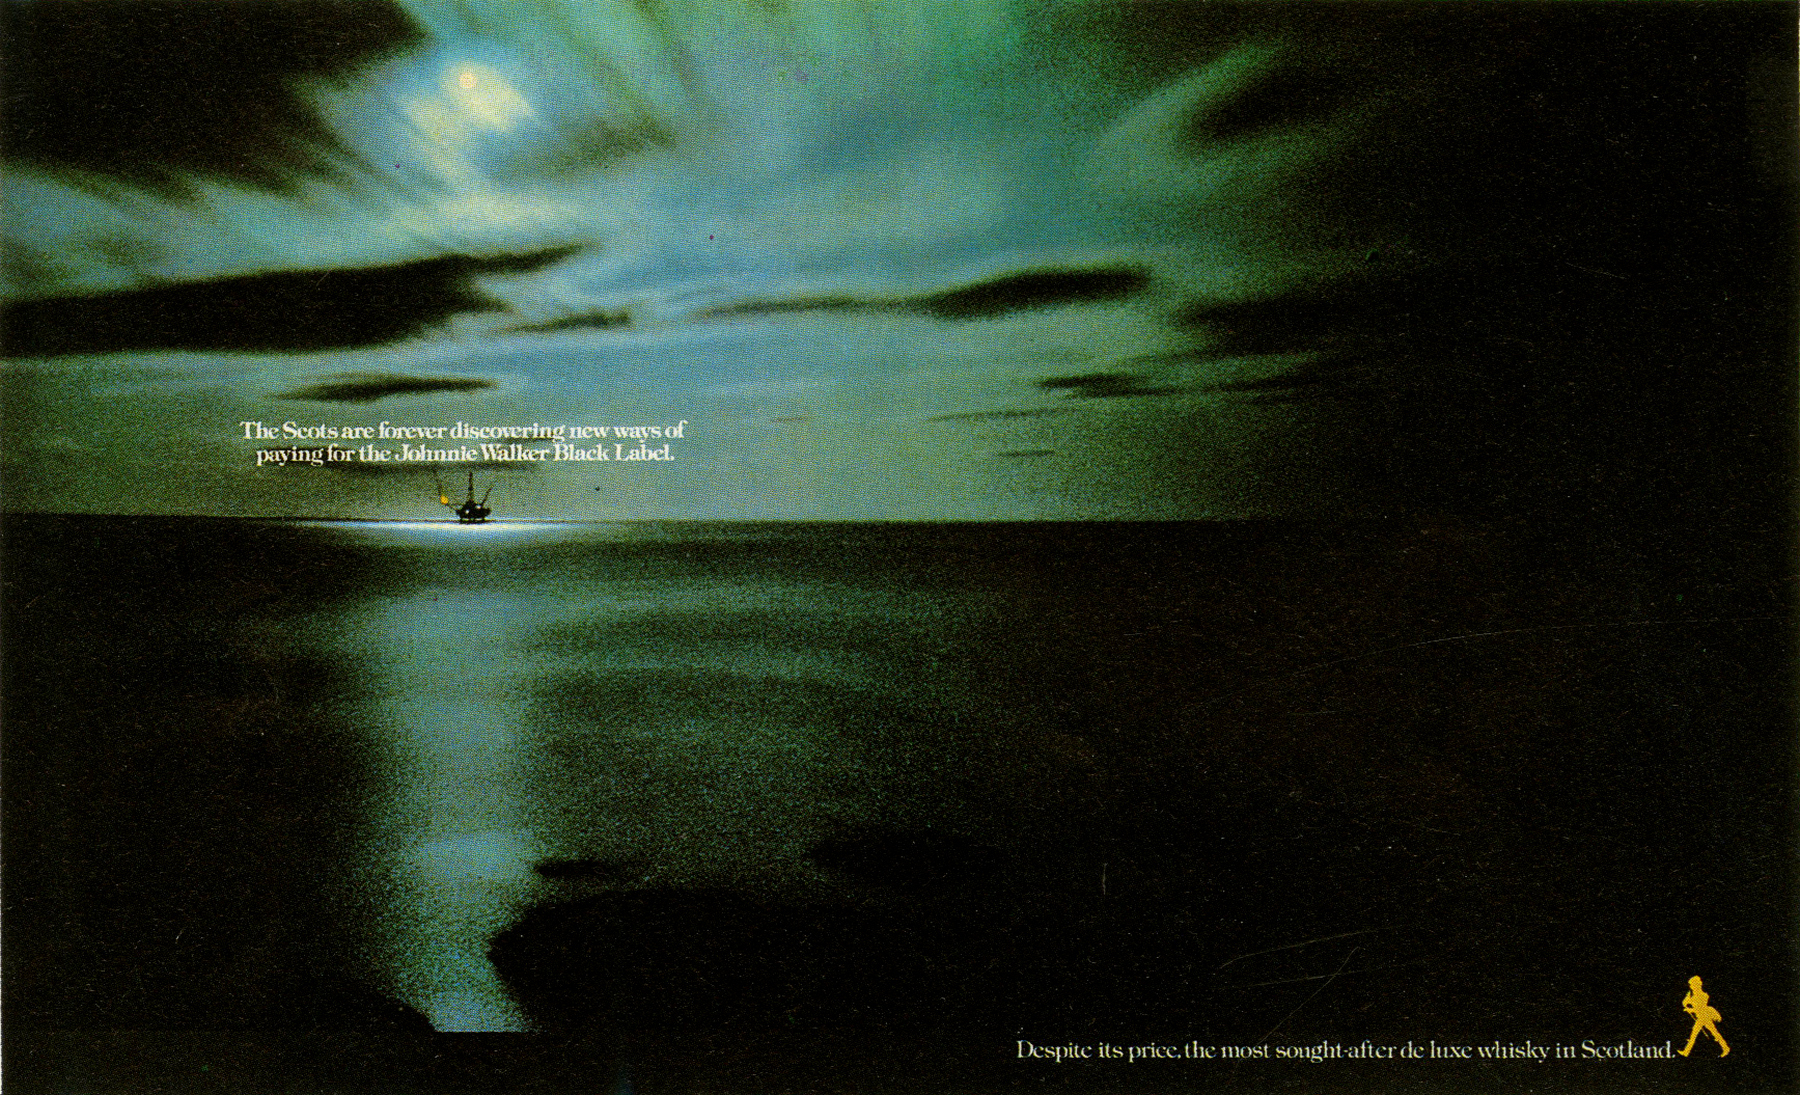 The Scots are forever discovering new ways of
paying for the Johnnie Walker Black Label.
Despite its price, the most sought-after de luxe whisky in Scotland.